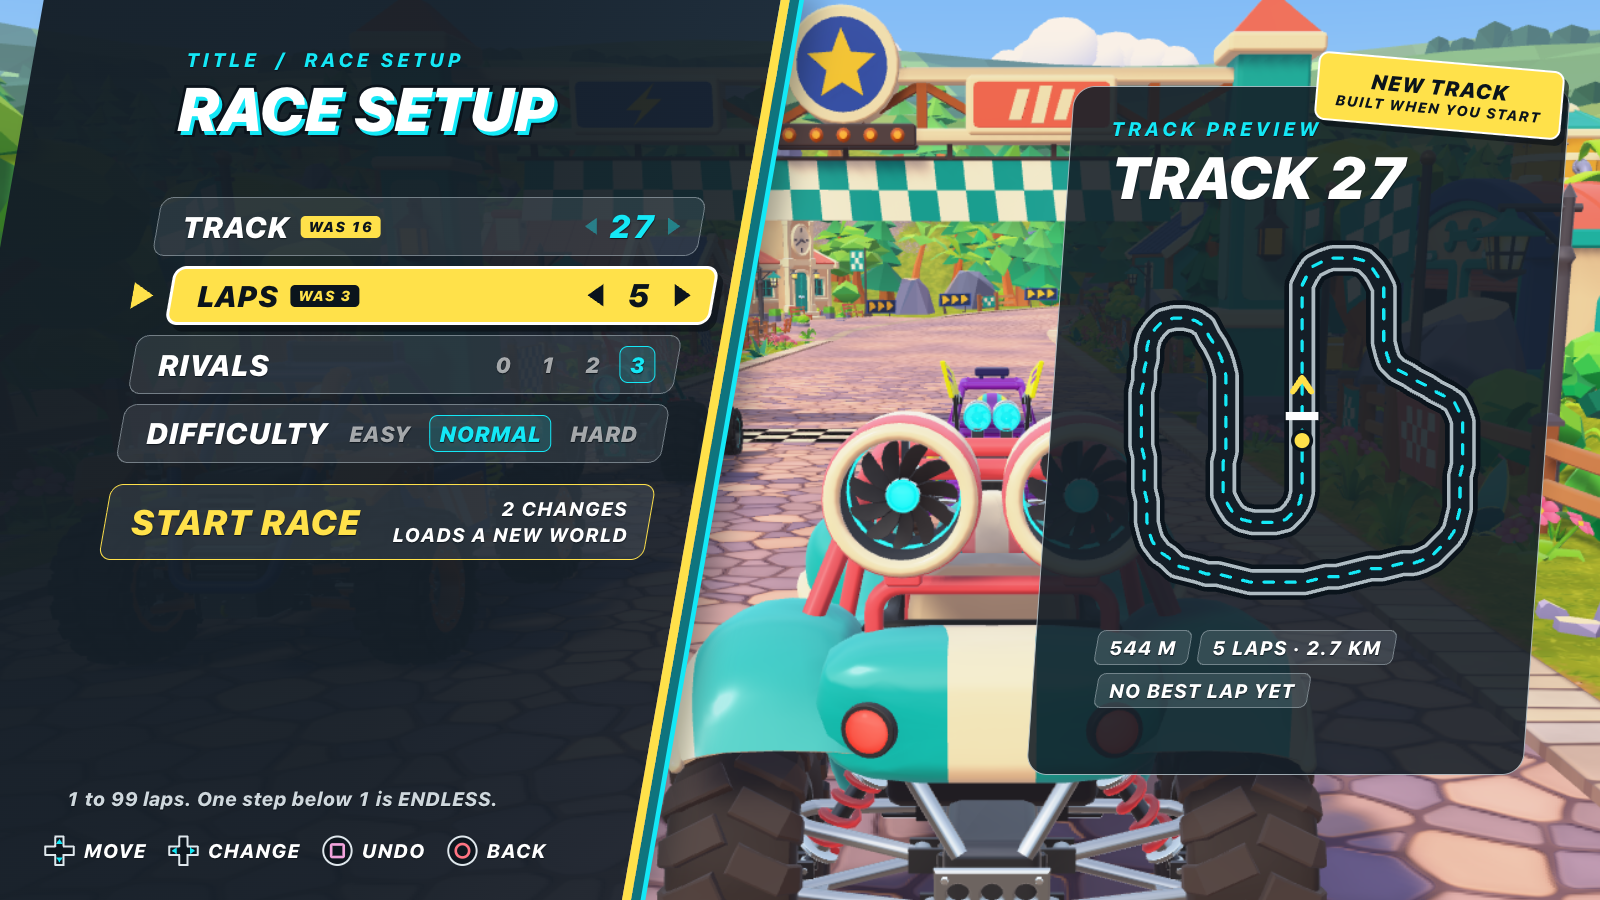 TITLE / RACE SETUP
RACE SETUP
TRACK WAS 16 27
LAPS WAS 3 5
RIVALS 0 1 2 3
DIFFICULTY EASY NORMAL HARD
START RACE
2 CHANGES
LOADS A NEW WORLD
1 to 99 laps. One step below 1 is ENDLESS.
MOVE CHANGE UNDO BACK
NEW TRACK
BUILT WHEN YOU START
TRACK PREVIEW
TRACK 27
544 M
5 LAPS · 2.7 KM
NO BEST LAP YET